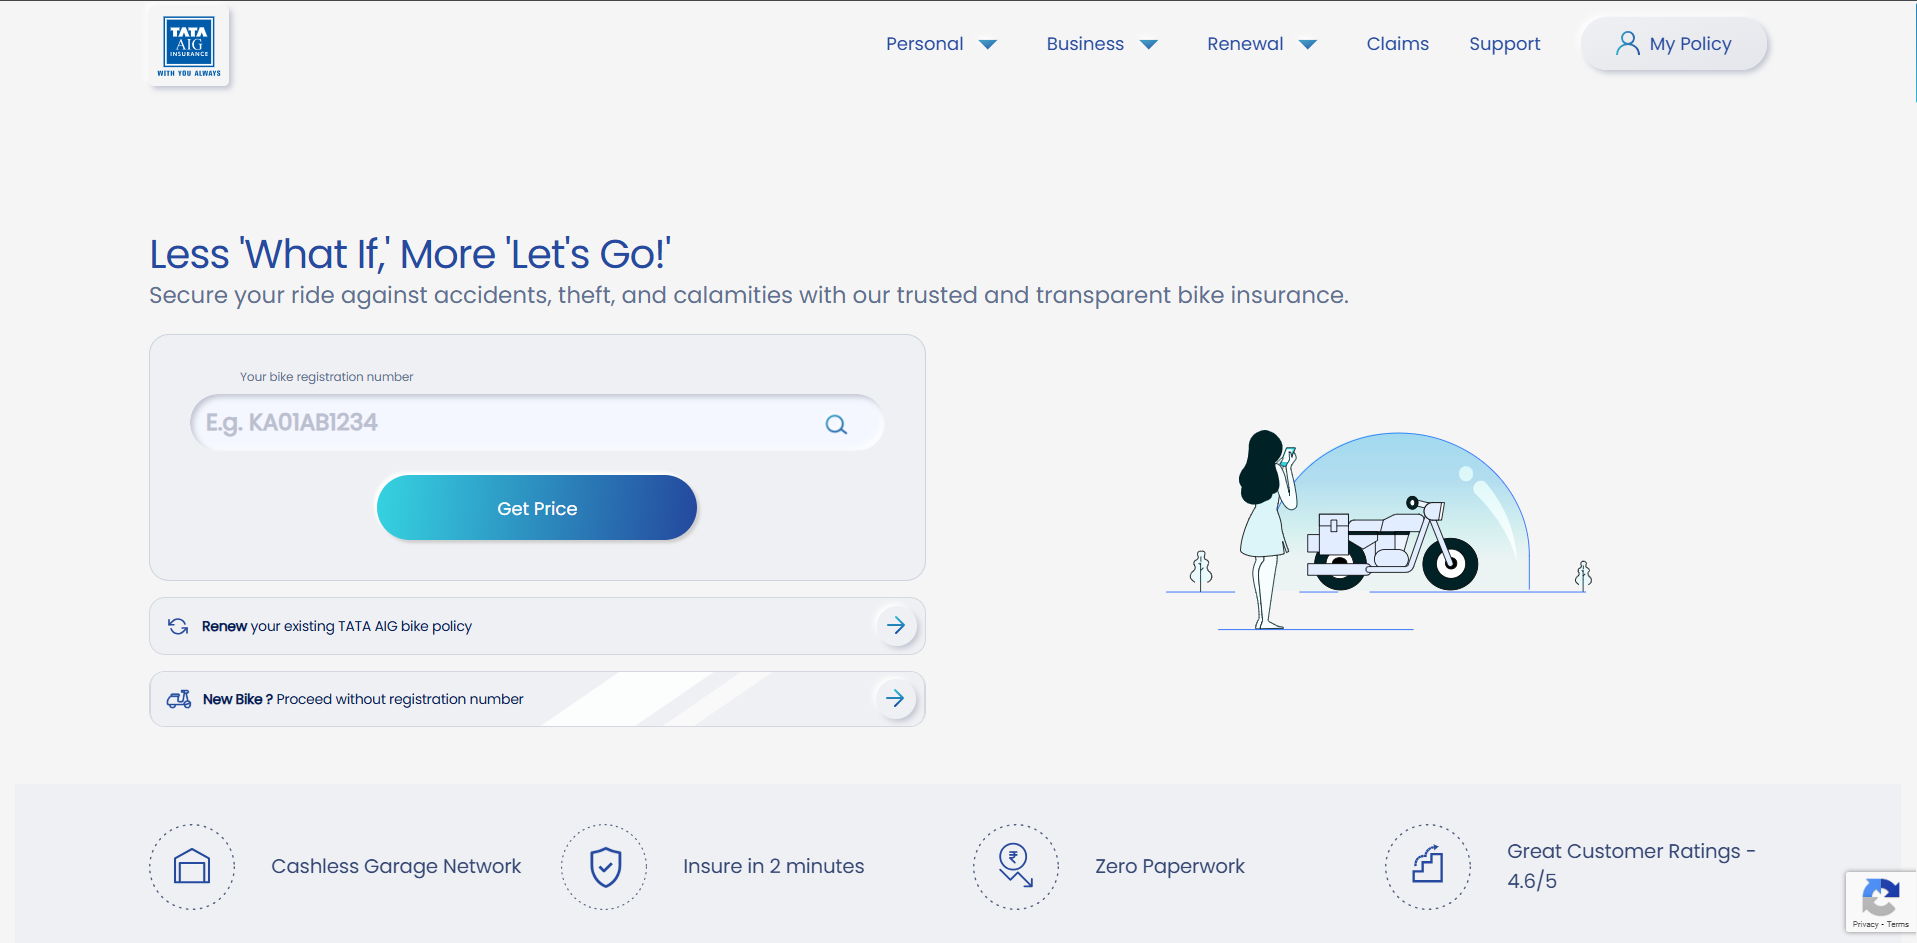 TATA
AIG
INSURANCE
WITH YOU ALWAYS
Personal
Business
Renewal
Claims
Support
My Policy
Less 'What If,' More 'Let's Go!'
Secure your ride against accidents, theft, and calamities with our trusted and transparent bike insurance.
Your bike registration number
E.g. KA01AB1234
Get Price
Renew your existing TATA AIG bike policy
New Bike ? Proceed without registration number
Cashless Garage Network
Insure in 2 minutes
₹
Zero Paperwork
Great Customer Ratings -
4.6/5
Privacy - Terms